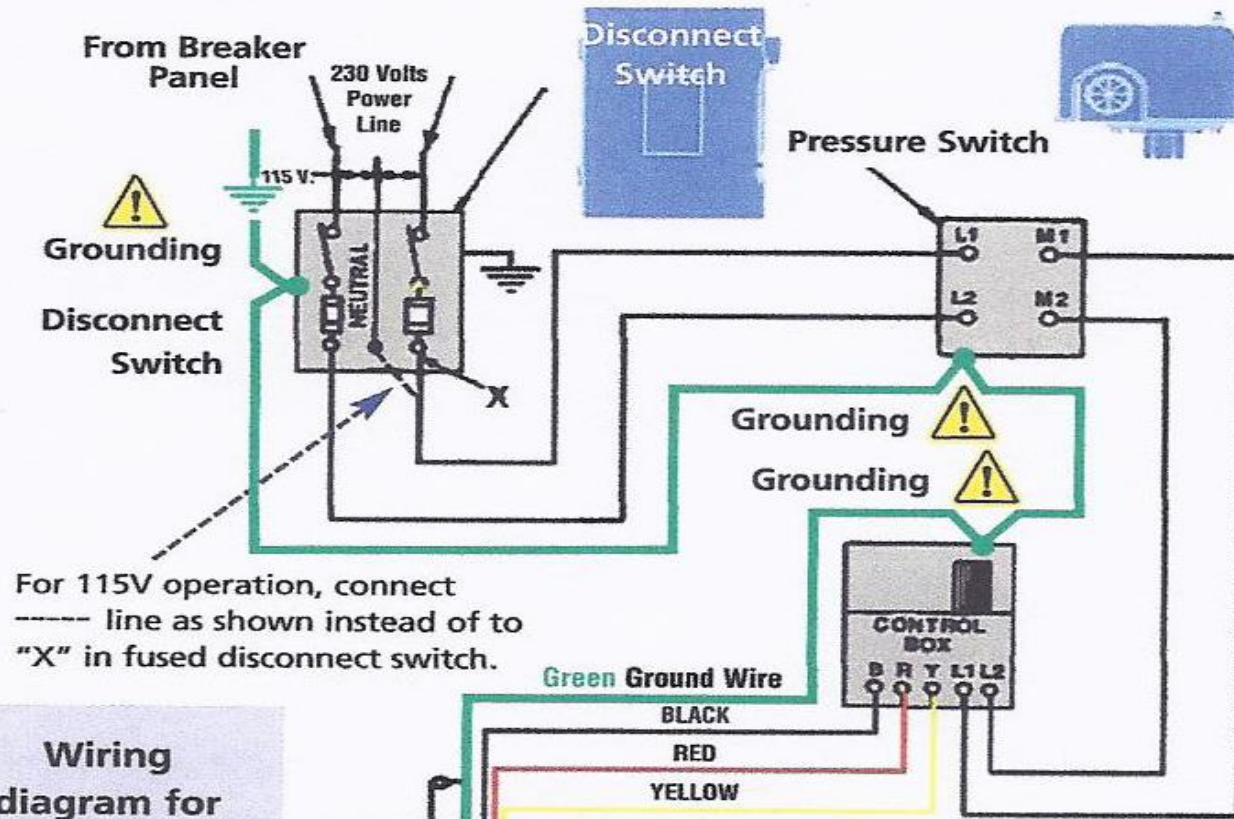 From Breaker
Panel
230 Volts
Power
Line
Disconnect
Switch
Pressure Switch
115 V.
Grounding
NEUTRAL
L1 M1
L2 M2
Disconnect
Switch
X
Grounding
Grounding
For 115V operation, connect
----- line as shown instead of to
"X" in fused disconnect switch.
CONTROL
BOX
B R Y L1 L2
Green Ground Wire
BLACK
RED
YELLOW
Wiring
diagram for